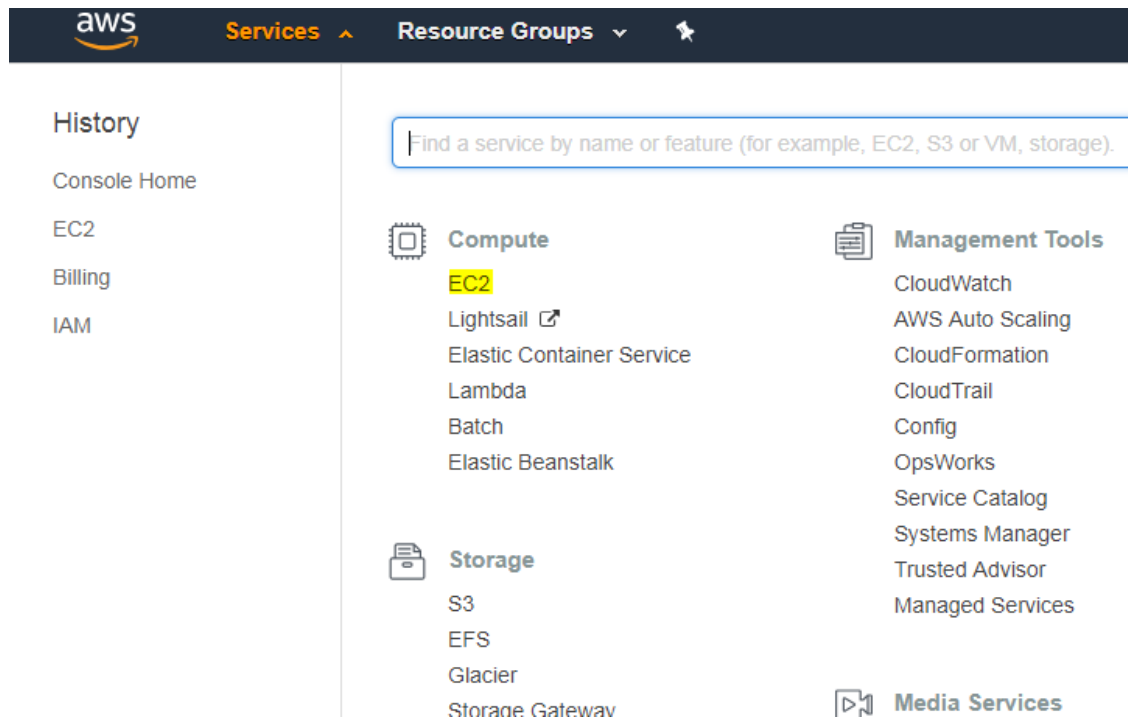 aws
Services
Resource Groups
History
Console Home
EC2
Billing
IAM
Find a service by name or feature (for example, EC2, S3 or VM, storage).
Compute
EC2
Lightsail
Elastic Container Service
Lambda
Batch
Elastic Beanstalk
Storage
S3
EFS
Glacier
Storage Gateway
Management Tools
CloudWatch
AWS Auto Scaling
CloudFormation
CloudTrail
Config
OpsWorks
Service Catalog
Systems Manager
Trusted Advisor
Managed Services
Media Services